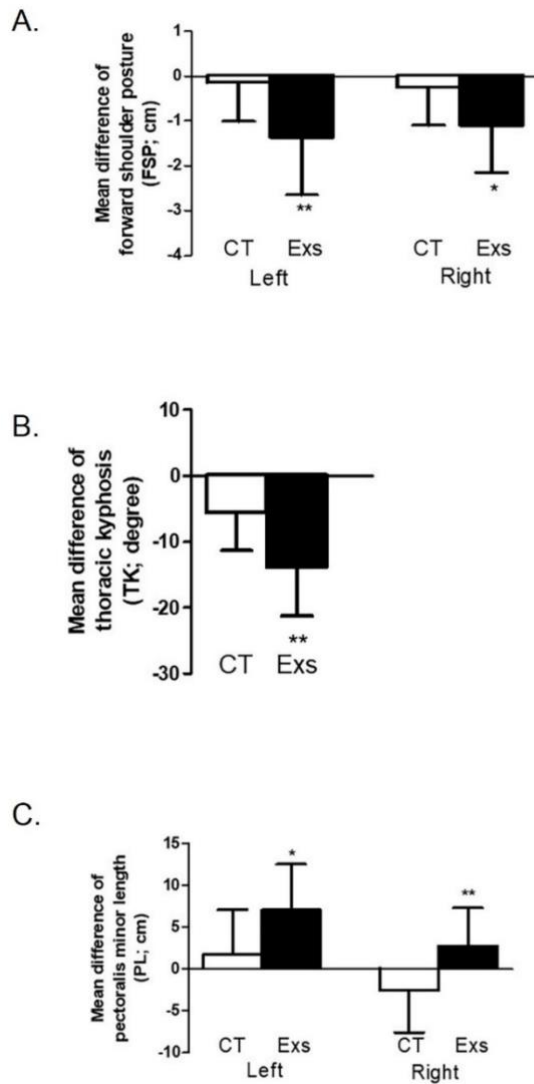 A.
Mean difference of
forward shoulder posture
(FSP; cm)
1
0
-1
-2
-3
-4
** *
CT Exs CT Exs
Left Right
B.
Mean difference of
thoracic kyphosis
(TK; degree)
10
0
-10
-20
-30
**
CT Exs
C.
Mean difference of
pectoralis minor length
(PL; cm)
15
10
5
0
-5
-10
* **
CT Exs CT Exs
Left Right